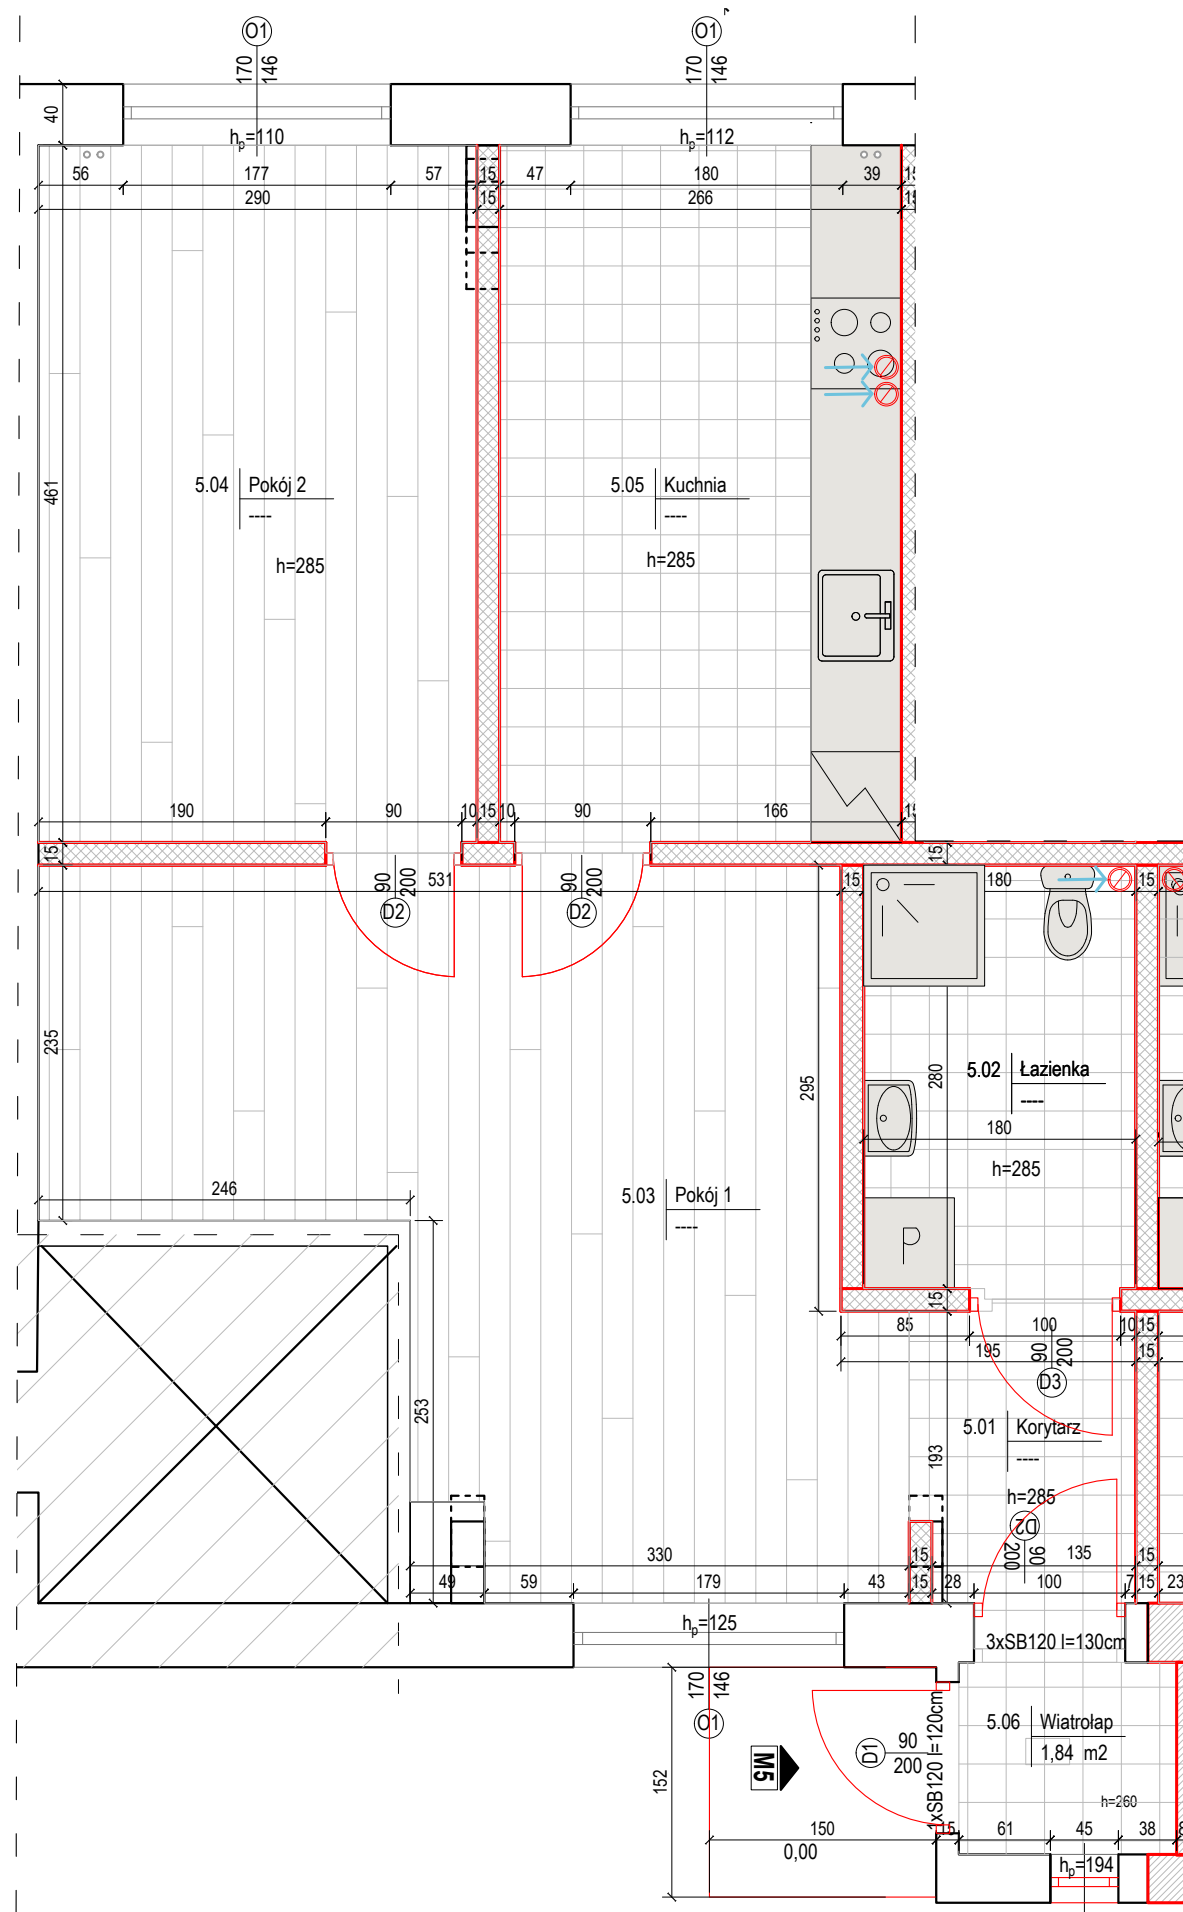 O1 O1
170 146 170 146
40
hp=110 hp=112
56 177 57 15 47 180 39 15
290 15 266 15
461
5.04 Pokój 2
----
h=285
5.05 Kuchnia
----
h=285
190 90 10 15 10 90 166 15
15 15
90 200 531 90 200 15 180 15
D2 D2
235
295
280
5.02 Łazienka
----
180
h=285
246
5.03 Pokój 1
----
P
15
85 100 10 15
195 90 200 15
D3
253
193
5.01 Korytarz
----
h=285
D2
90 200
330 15 135 15
49 59 179 43 15 28 100 7 15 23
hp=125
3xSB120 l=130cm
170 146
O1
5.06 Wiatrołap
1,84 m2
D1 90 200
1xSB120 l=120cm
M5
152
h=260
150 15 61 45 38
0,00
hp=194